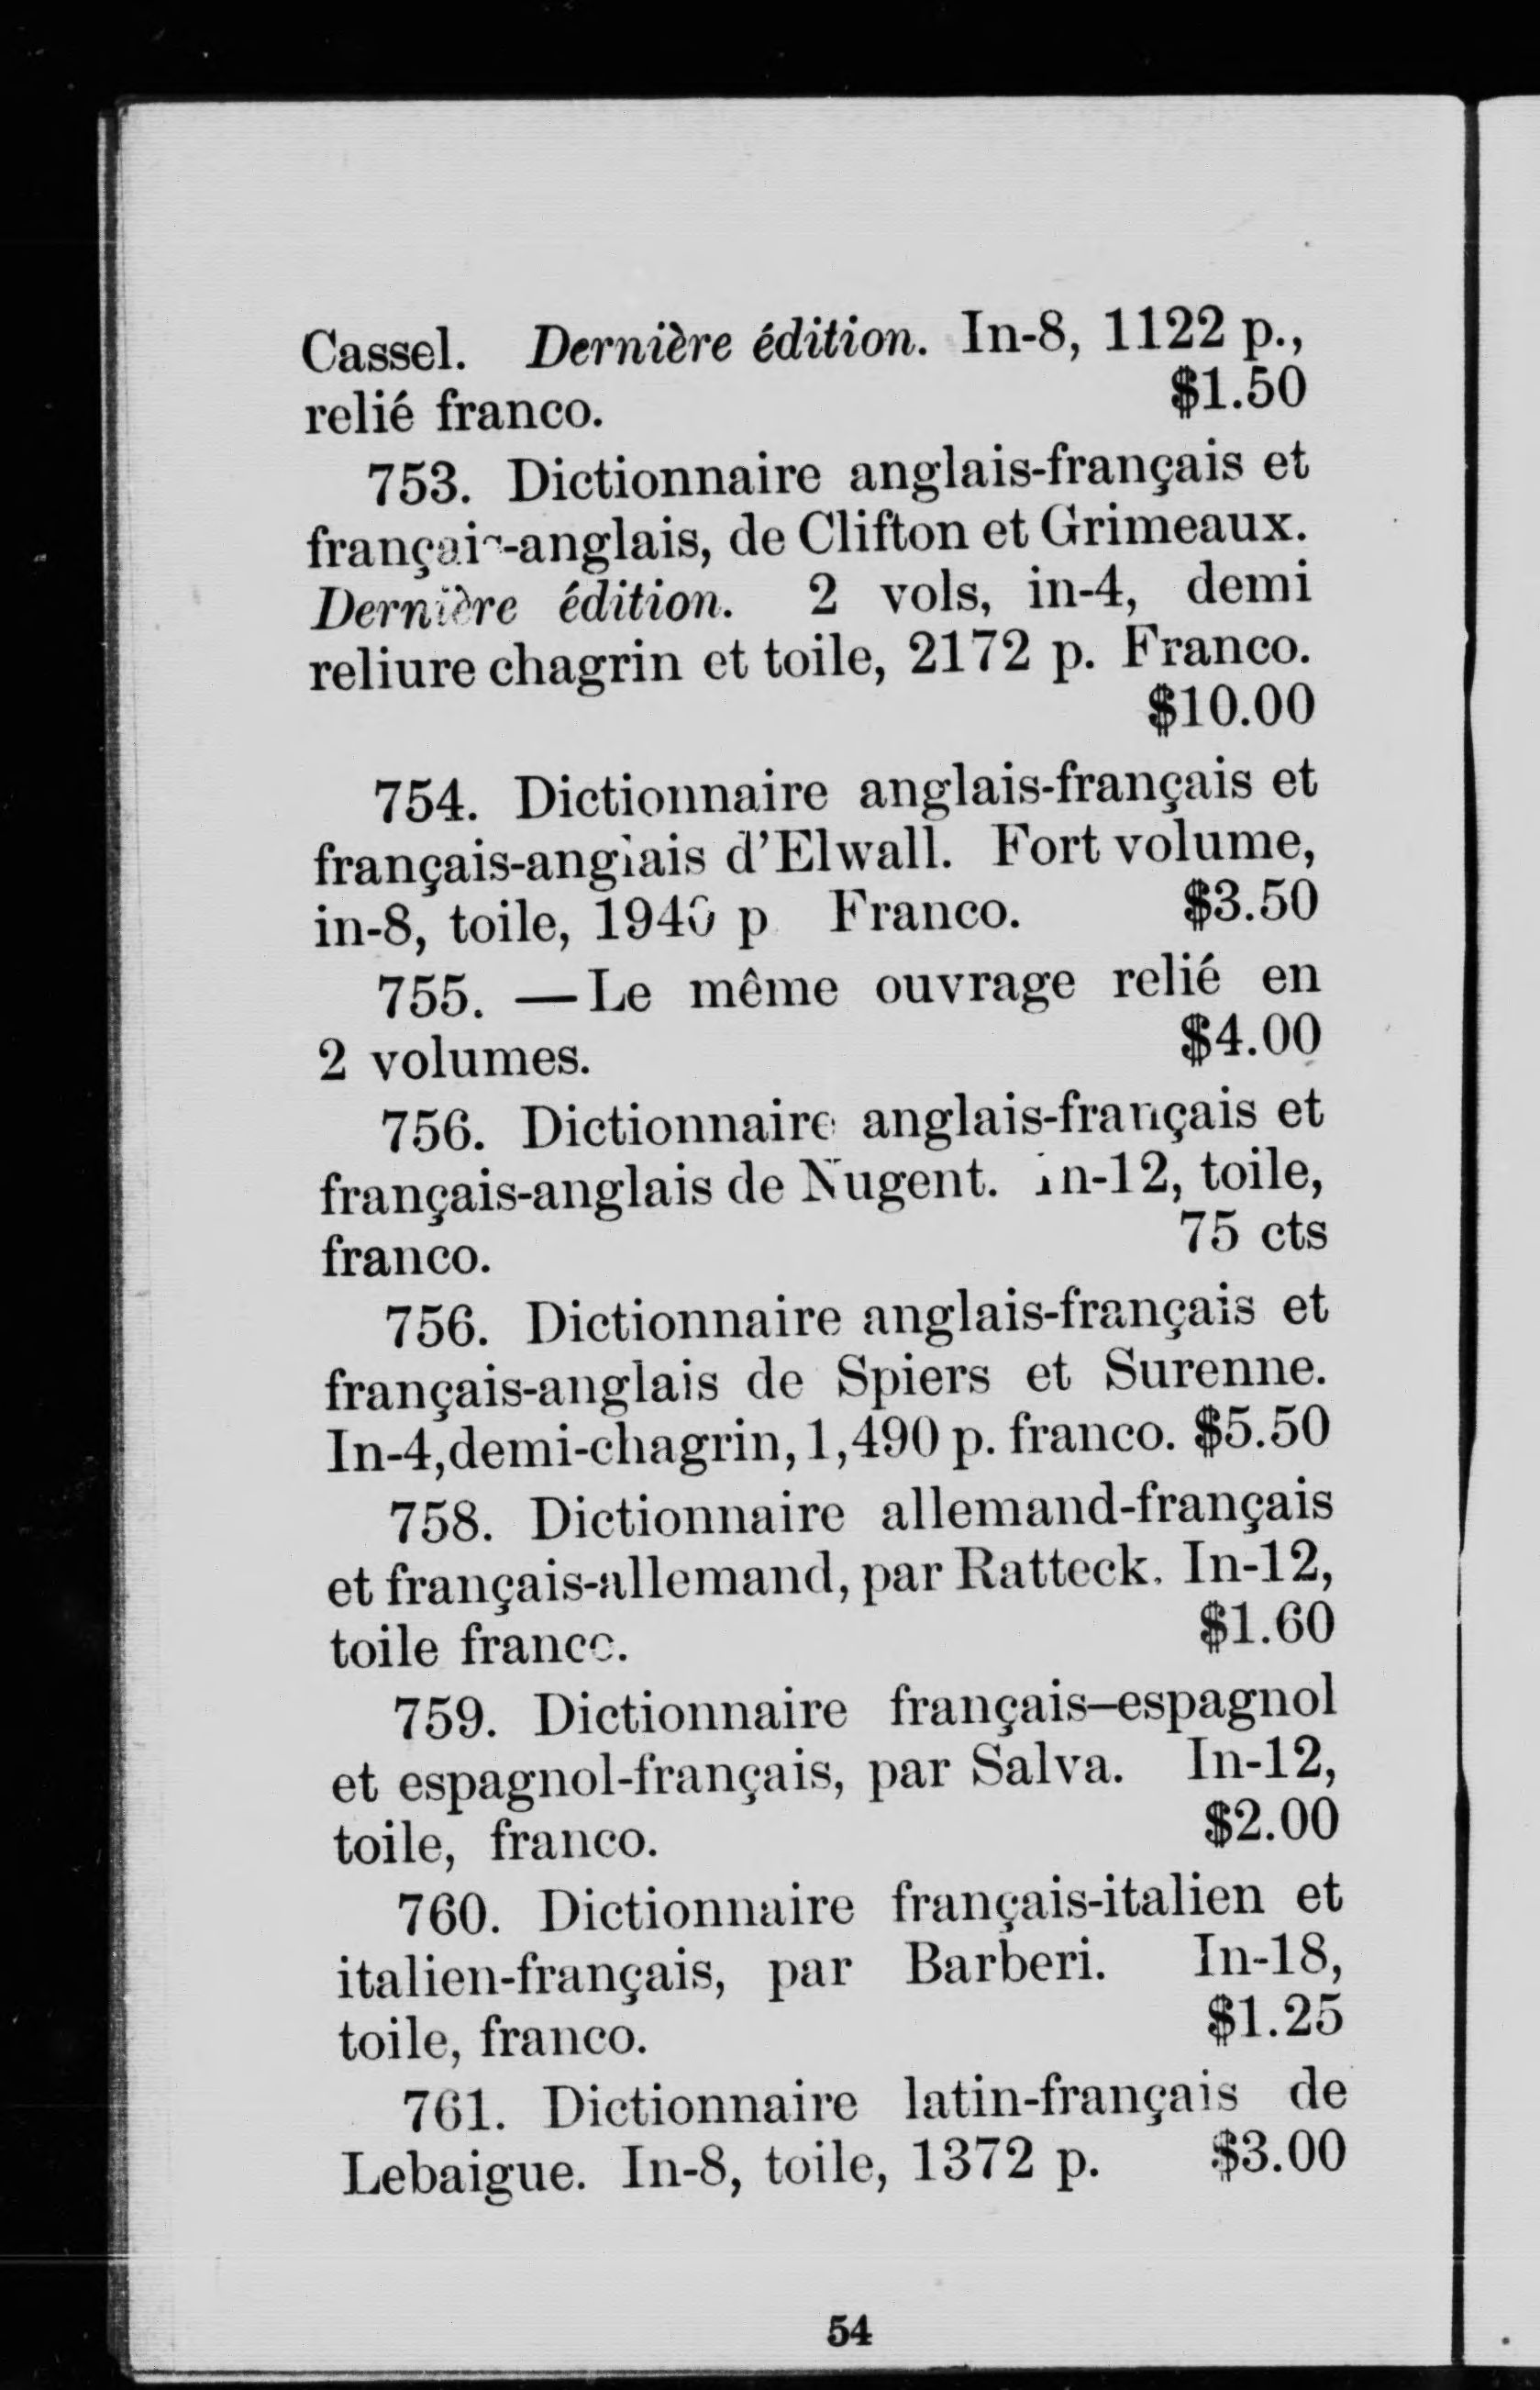 Cassel. Dernière édition. In-8, 1122 p.,
relié franco. $1.50
753. Dictionnaire anglais-français et
français-anglais, de Clifton et Grimeaux.
Dernière édition. 2 vols, in-4, demi
reliure chagrin et toile, 2172 p. Franco.
$10.00
754. Dictionnaire anglais-français et
français-anglais d'Elwall. Fort volume,
in-8, toile, p Franco. $3.50
755. — Le même ouvrage relié en
2 volumes. $4.00
756. Dictionnaire anglais-français et
français-anglais de Nugent. In-12, toile,
franco. 75 cts
756. Dictionnaire anglais-français et
français-anglais de Spiers et Surenne.
In-4, demi-chagrin, 1,490 p. franco. $5.50
758. Dictionnaire allemand-français
et français-allemand, par Ratteck. In-12,
toile franco. $1.60
759. Dictionnaire français–espagnol
et espagnol-français, par Salva. In-12,
toile, franco. $2.00
760. Dictionnaire français-italien et
italien-français, par Barberi. In-18,
toile, franco. $1.25
761. Dictionnaire latin-français de
Lebaigue. In-8, toile, 1372 p. $3.00
54